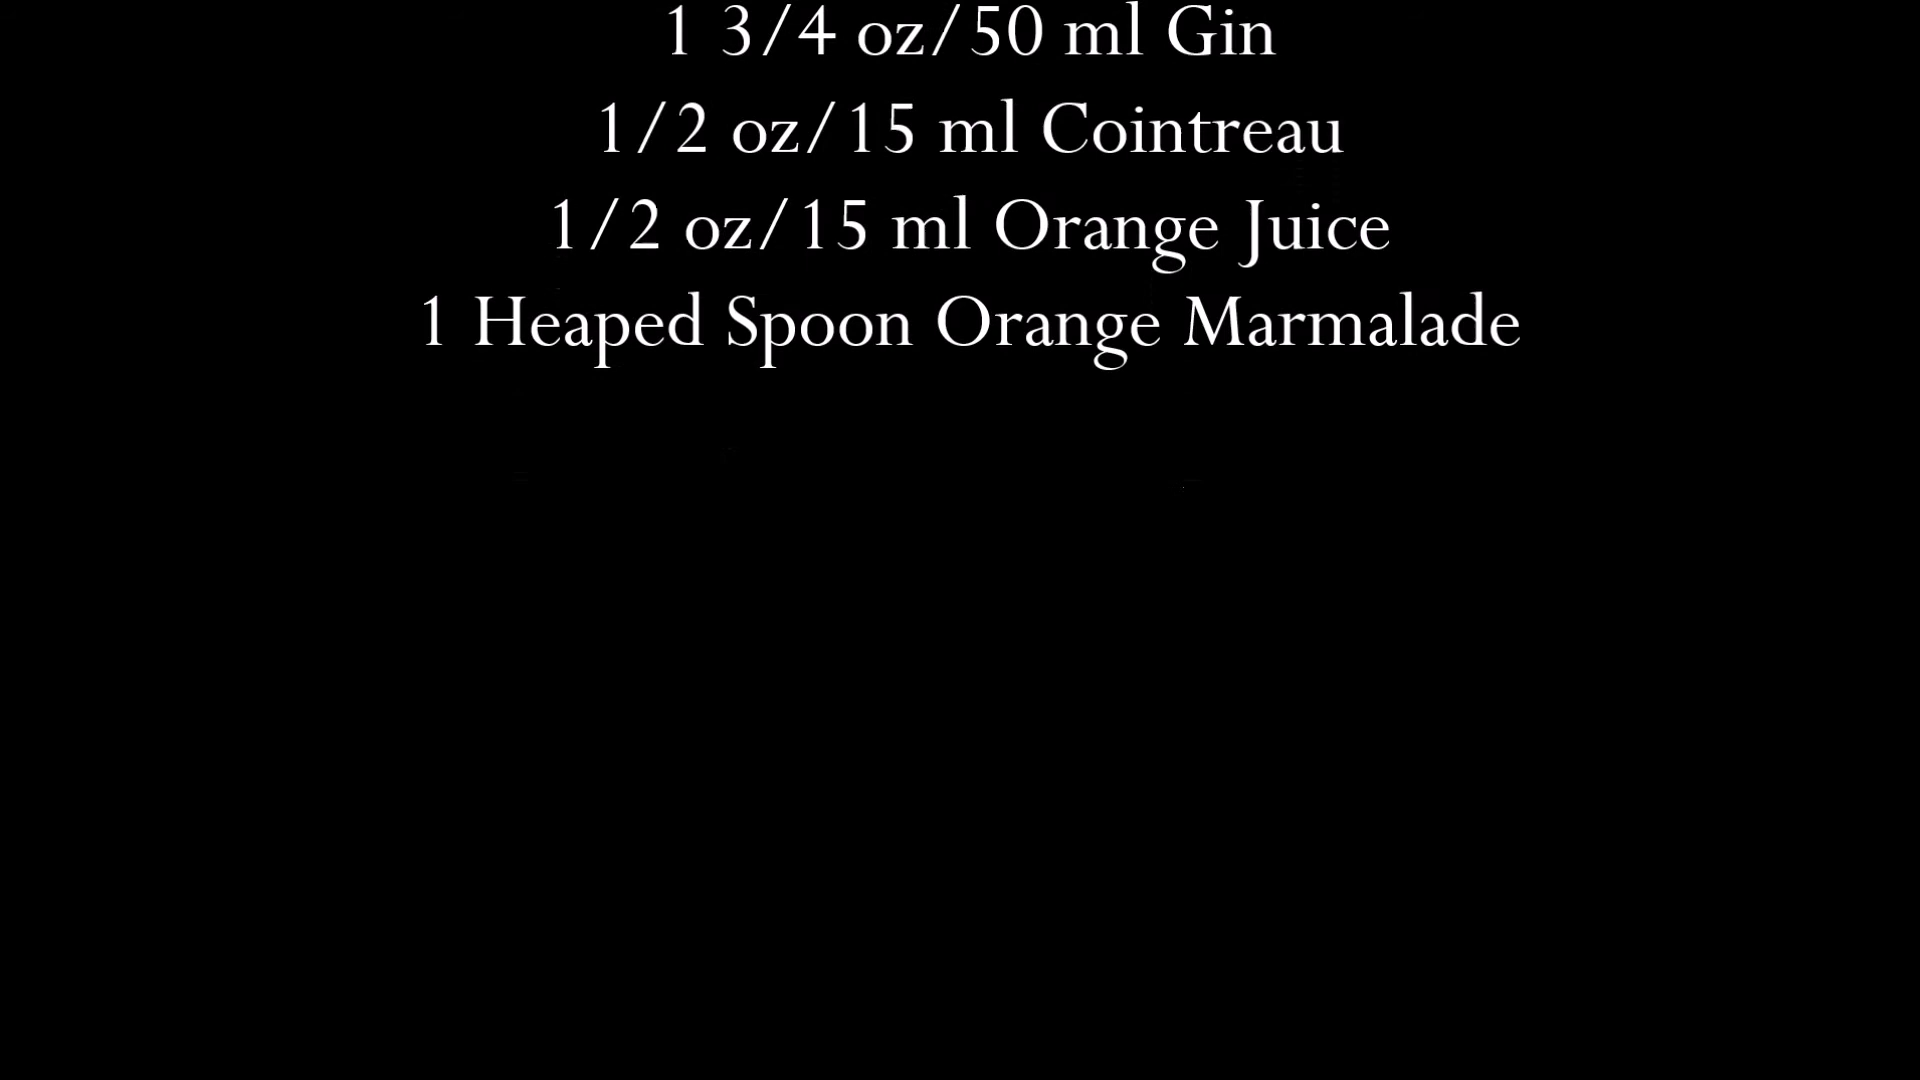 1 3/4 oz/50 ml Gin
1/2 oz/15 ml Cointreau
1/2 oz/15 ml Orange Juice
1 Heaped Spoon Orange Marmalade